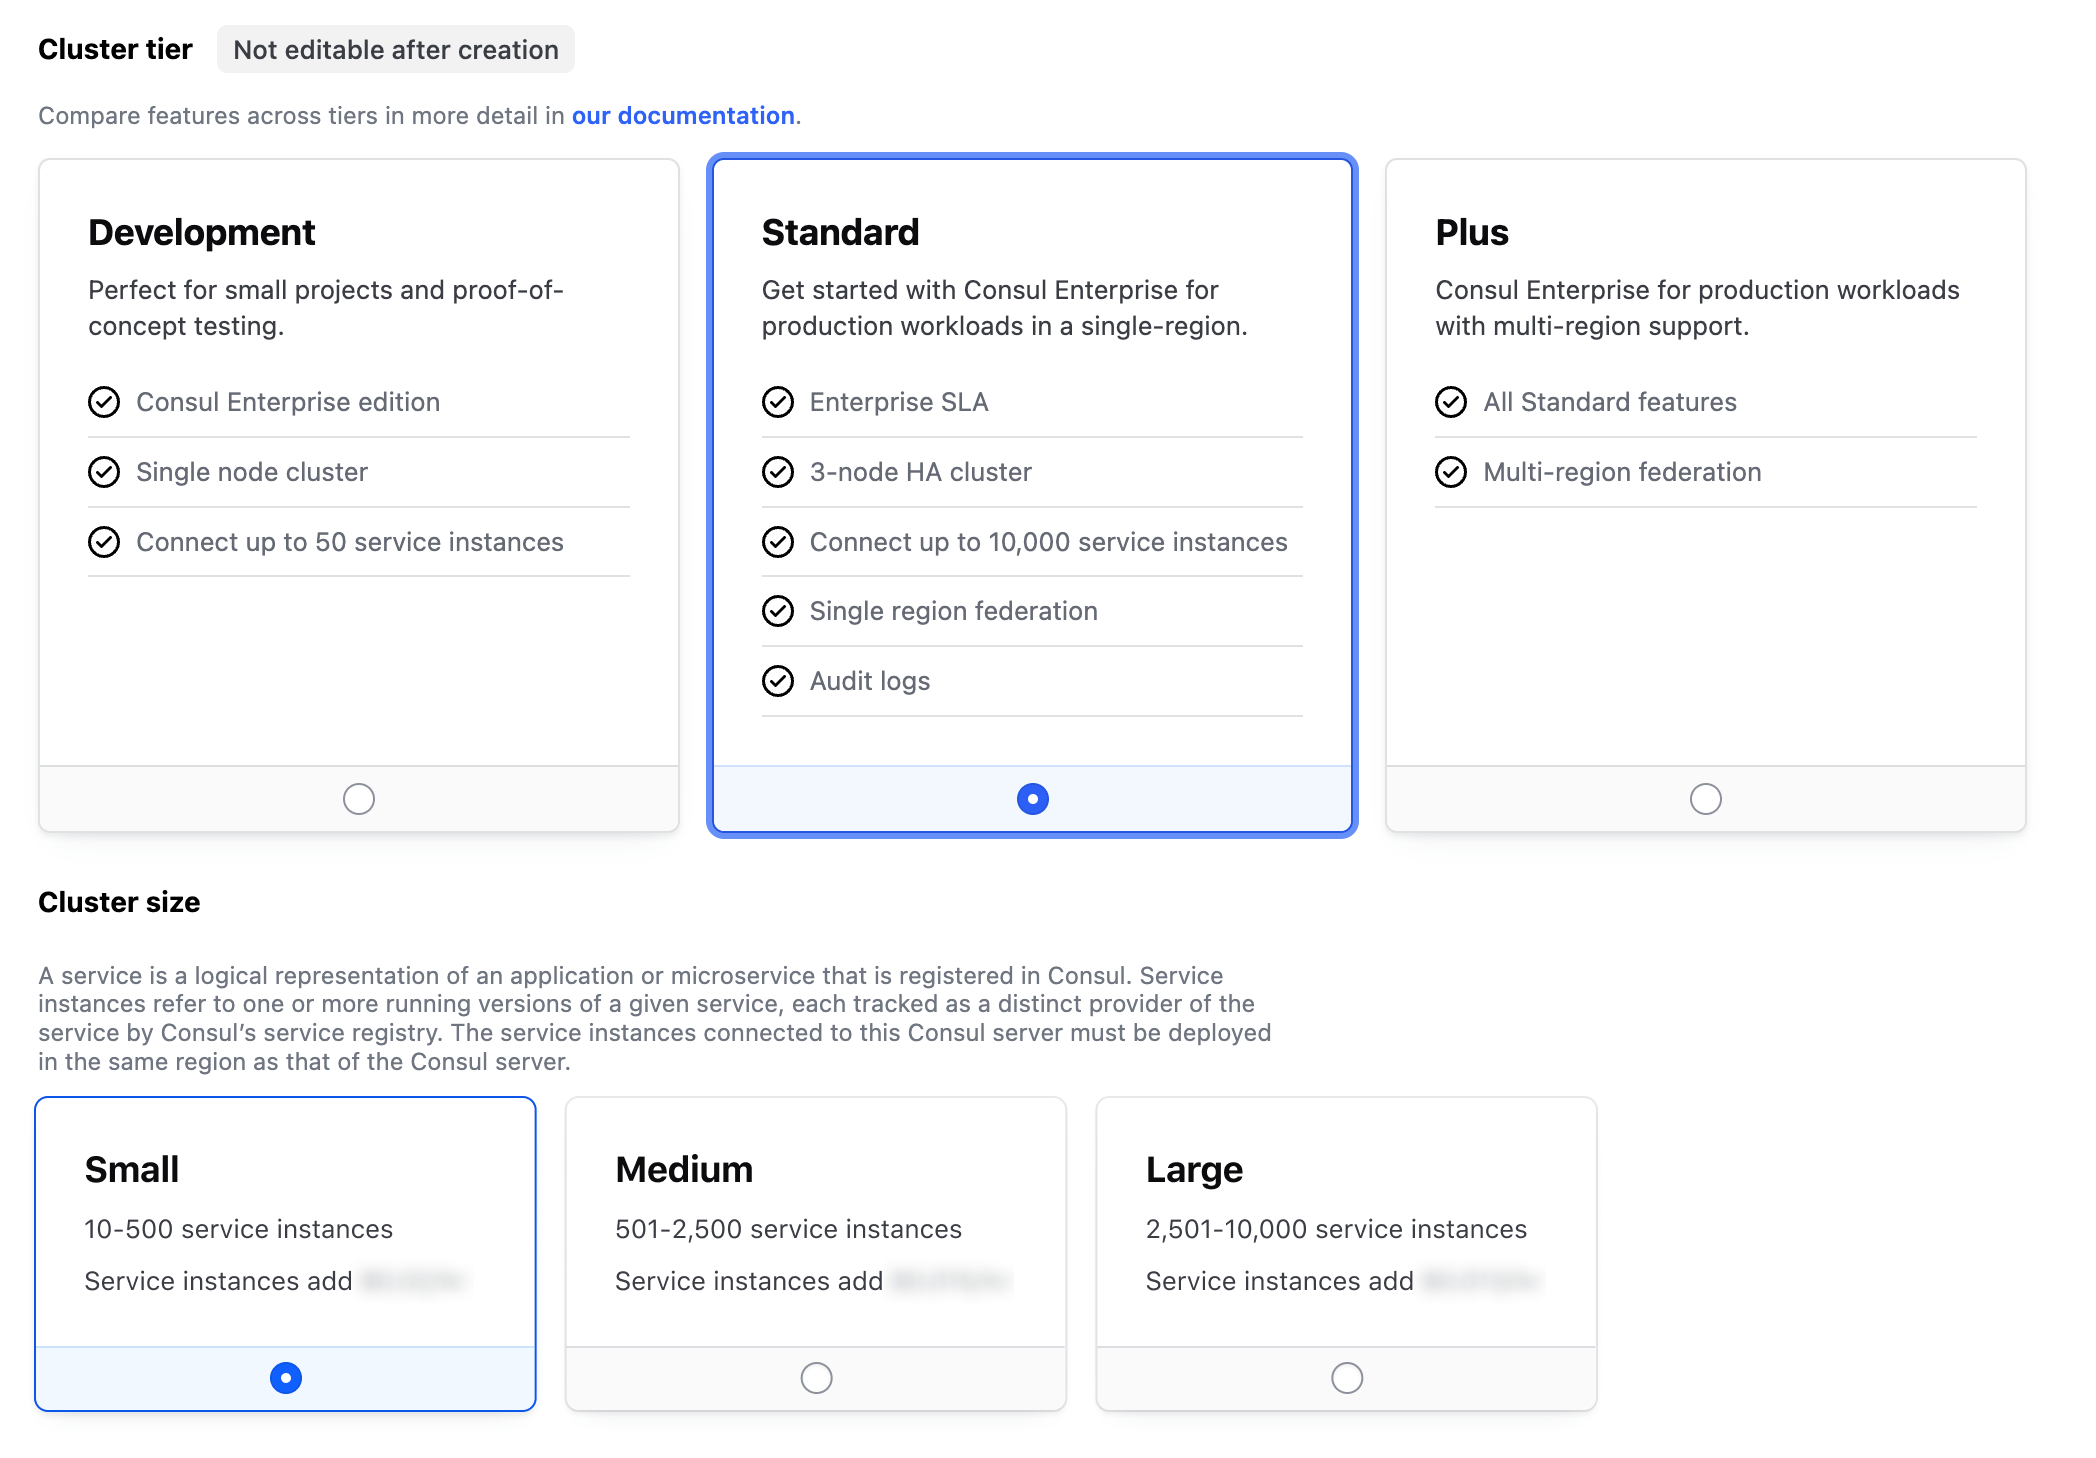 Cluster tier
Not editable after creation
Compare features across tiers in more detail in our documentation.
Development
Perfect for small projects and proof-of-
concept testing.
Consul Enterprise edition
Single node cluster
Connect up to 50 service instances
Standard
Get started with Consul Enterprise for
production workloads in a single-region.
Enterprise SLA
3-node HA cluster
Connect up to 10,000 service instances
Single region federation
Audit logs
Plus
Consul Enterprise for production workloads
with multi-region support.
All Standard features
Multi-region federation
Cluster size
A service is a logical representation of an application or microservice that is registered in Consul. Service
instances refer to one or more running versions of a given service, each tracked as a distinct provider of the
service by Consul’s service registry. The service instances connected to this Consul server must be deployed
in the same region as that of the Consul server.
Small
10-500 service instances
Service instances add
Medium
501-2,500 service instances
Service instances add
Large
2,501-10,000 service instances
Service instances add